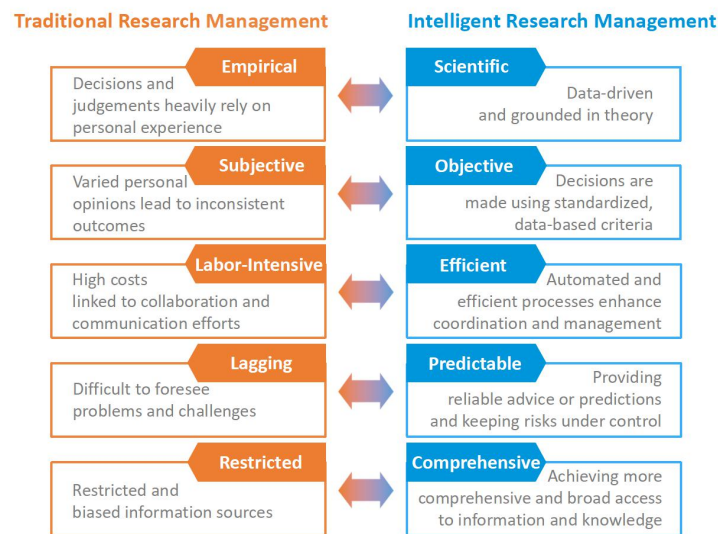 Traditional Research Management
Intelligent Research Management
Empirical
Decisions and
judgements heavily rely on
personal experience
Scientific
Data-driven
and grounded in theory
Subjective
Varied personal
opinions lead to inconsistent
outcomes
Objective
Decisions are
made using standardized,
data-based criteria
Labor-Intensive
High costs
linked to collaboration and
communication efforts
Efficient
Automated and
efficient processes enhance
coordination and management
Lagging
Difficult to foresee
problems and challenges
Predictable
Providing
reliable advice or predictions
and keeping risks under control
Restricted
Restricted and
biased information sources
Comprehensive
Achieving more
comprehensive and broad access
to information and knowledge